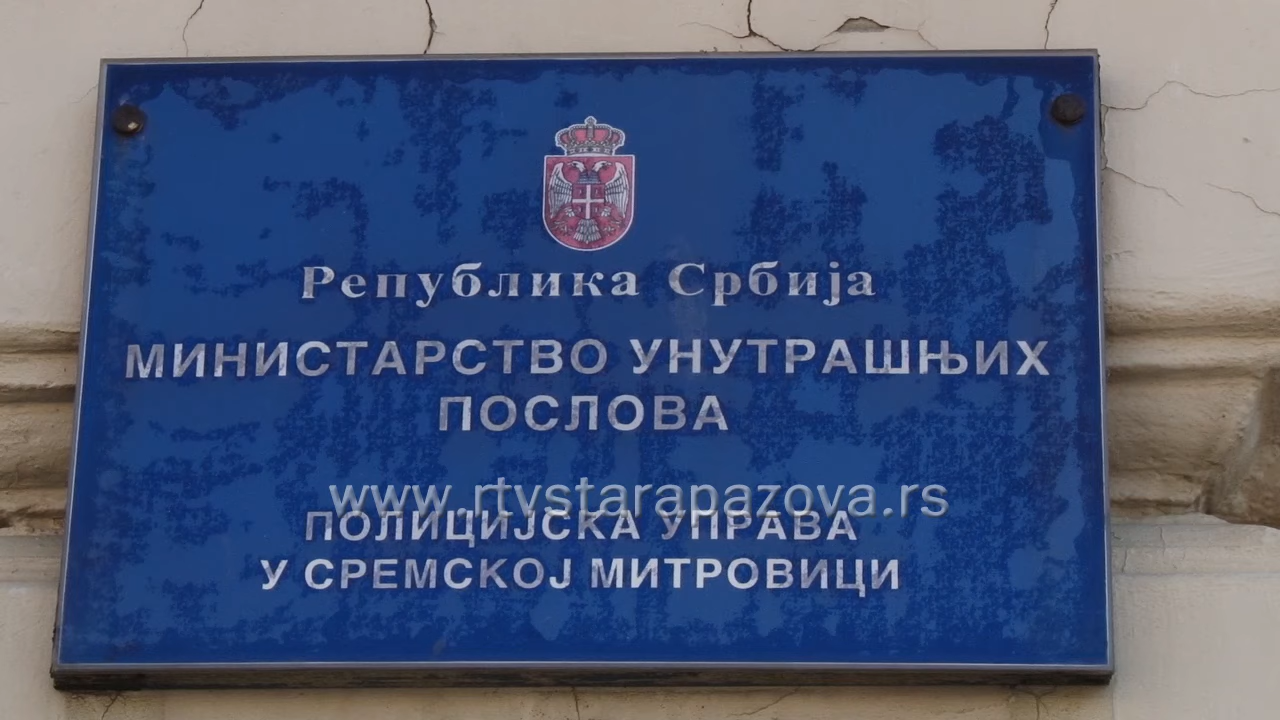 Република Србија
МИНИСТАРСТВО УНУТРАШЊИХ
ПОСЛОВА
www.rtvstarapazova.rs
ПОЛИЦИЈСКА УПРАВА
У СРЕМСКОЈ МИТРОВИЦИ